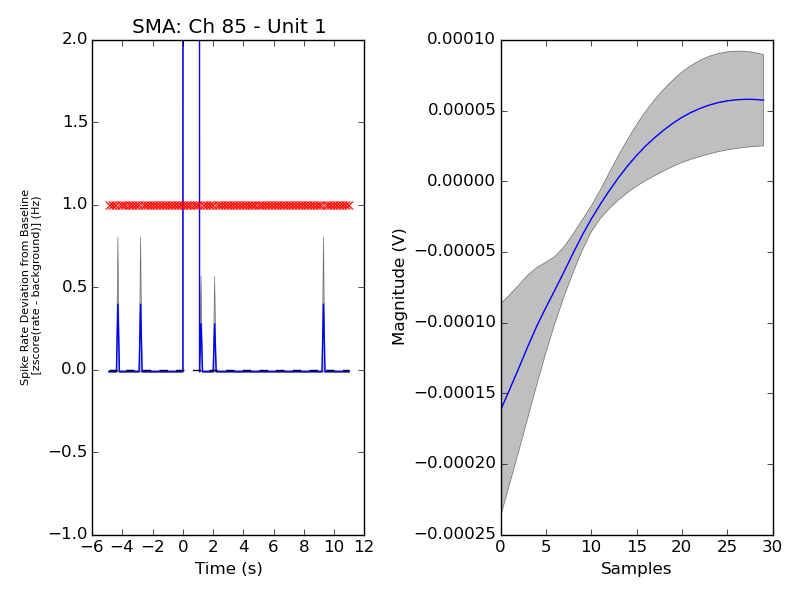 SMA: Ch 85 - Unit 1
Spike Rate Deviation from Baseline
[zscore(rate - background)] (Hz)
2.0
1.5
1.0
0.5
0.0
−0.5
−1.0
−6 −4 −2 0 2 4 6 8 10 12
Time (s)
Magnitude (V)
0.00010
0.00005
0.00000
−0.00005
−0.00010
−0.00015
−0.00020
−0.00025
0 5 10 15 20 25 30
Samples